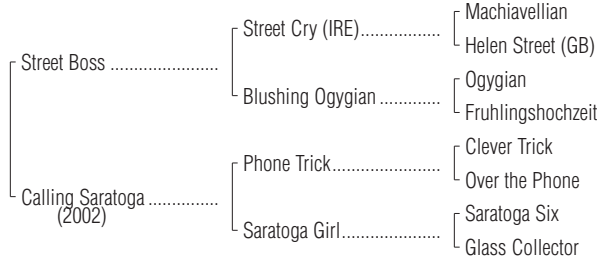 Machiavellian
Street Cry (IRE)..................
Helen Street (GB)
Street Boss ........................
Ogygian
Blushing Ogygian .............
Fruhlingshochzeit
Clever Trick
Phone Trick........................
Over the Phone
Calling Saratoga ...............
(2002)
Saratoga Six
Saratoga Girl......................
Glass Collector